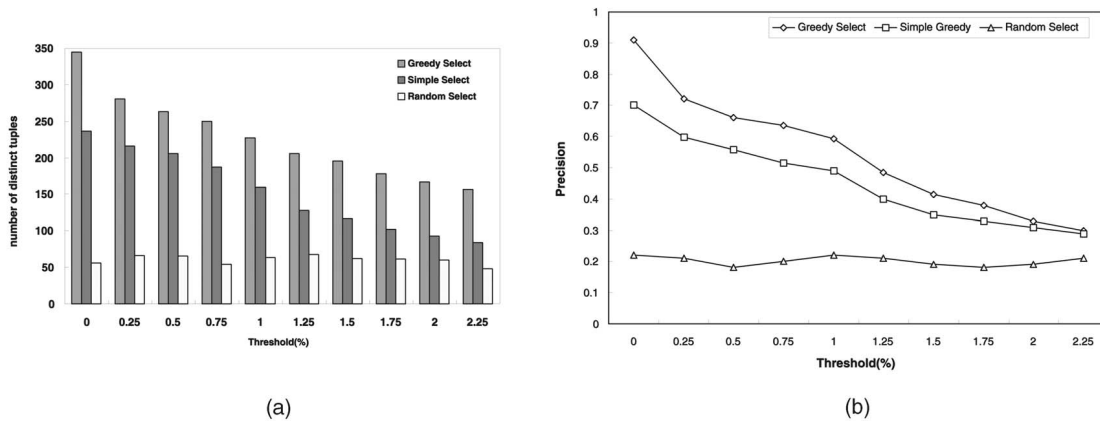 350
300
250
200
150
100
50
0
number of distinct tuples
Greedy Select
Simple Select
Random Select
0 0.25 0.5 0.75 1 1.25 1.5 1.75 2 2.25
Threshold(%)
(a)
1
0.9
0.8
0.7
0.6
0.5
0.4
0.3
0.2
0.1
0
Precision
Greedy Select Simple Greedy Random Select
0 0.25 0.5 0.75 1 1.25 1.5 1.75 2 2.25
Threshold(%)
(b)